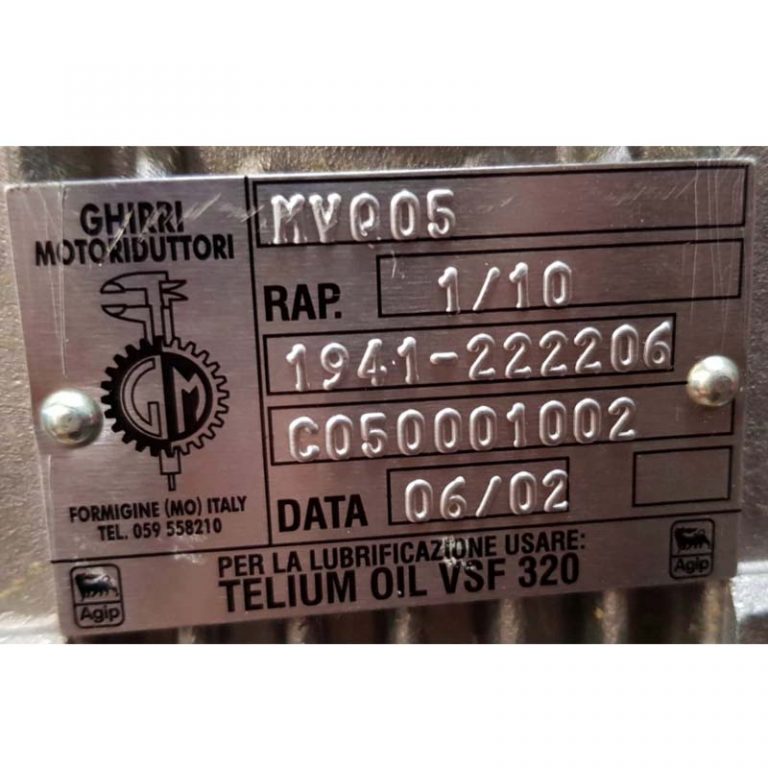 GHIRRI
MOTORIDUTTORI
GM
FORMIGINE (MO) ITALY
TEL. 059 558210
MVQ05
RAP. 1/10
1941-222206
C050001002
DATA 06/02
PER LA LUBRIFICAZIONE USARE:
TELIUM OIL VSF 320
Agip
Agip